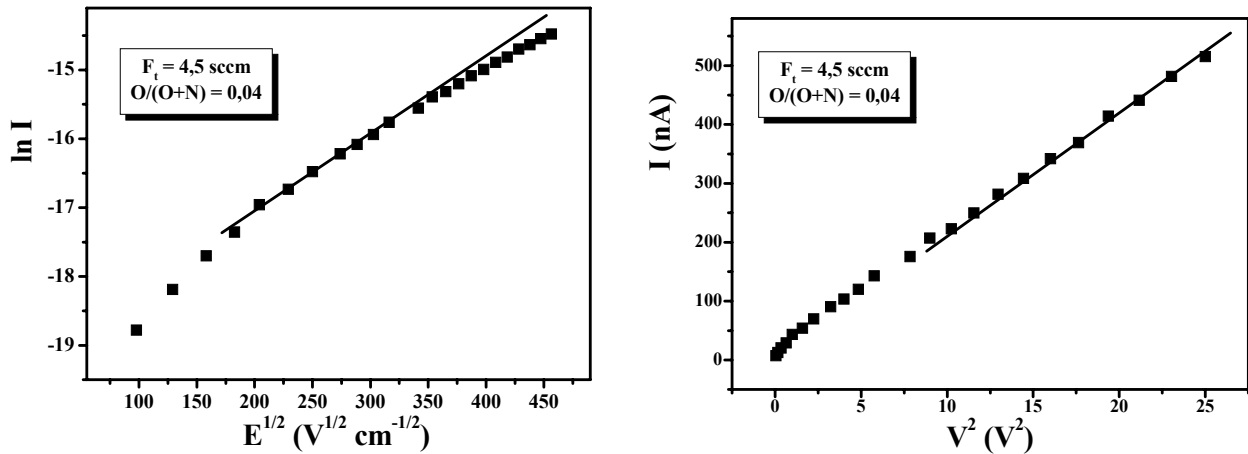 F_t = 4,5 sccm
O/(O+N) = 0,04
ln I
-15
-16
-17
-18
-19
100 150 200 250 300 350 400 450
E^{1/2} (V^{1/2} cm^{-1/2})
F_t = 4,5 sccm
O/(O+N) = 0,04
I (nA)
500
400
300
200
100
0
0 5 10 15 20 25
V^2 (V^2)